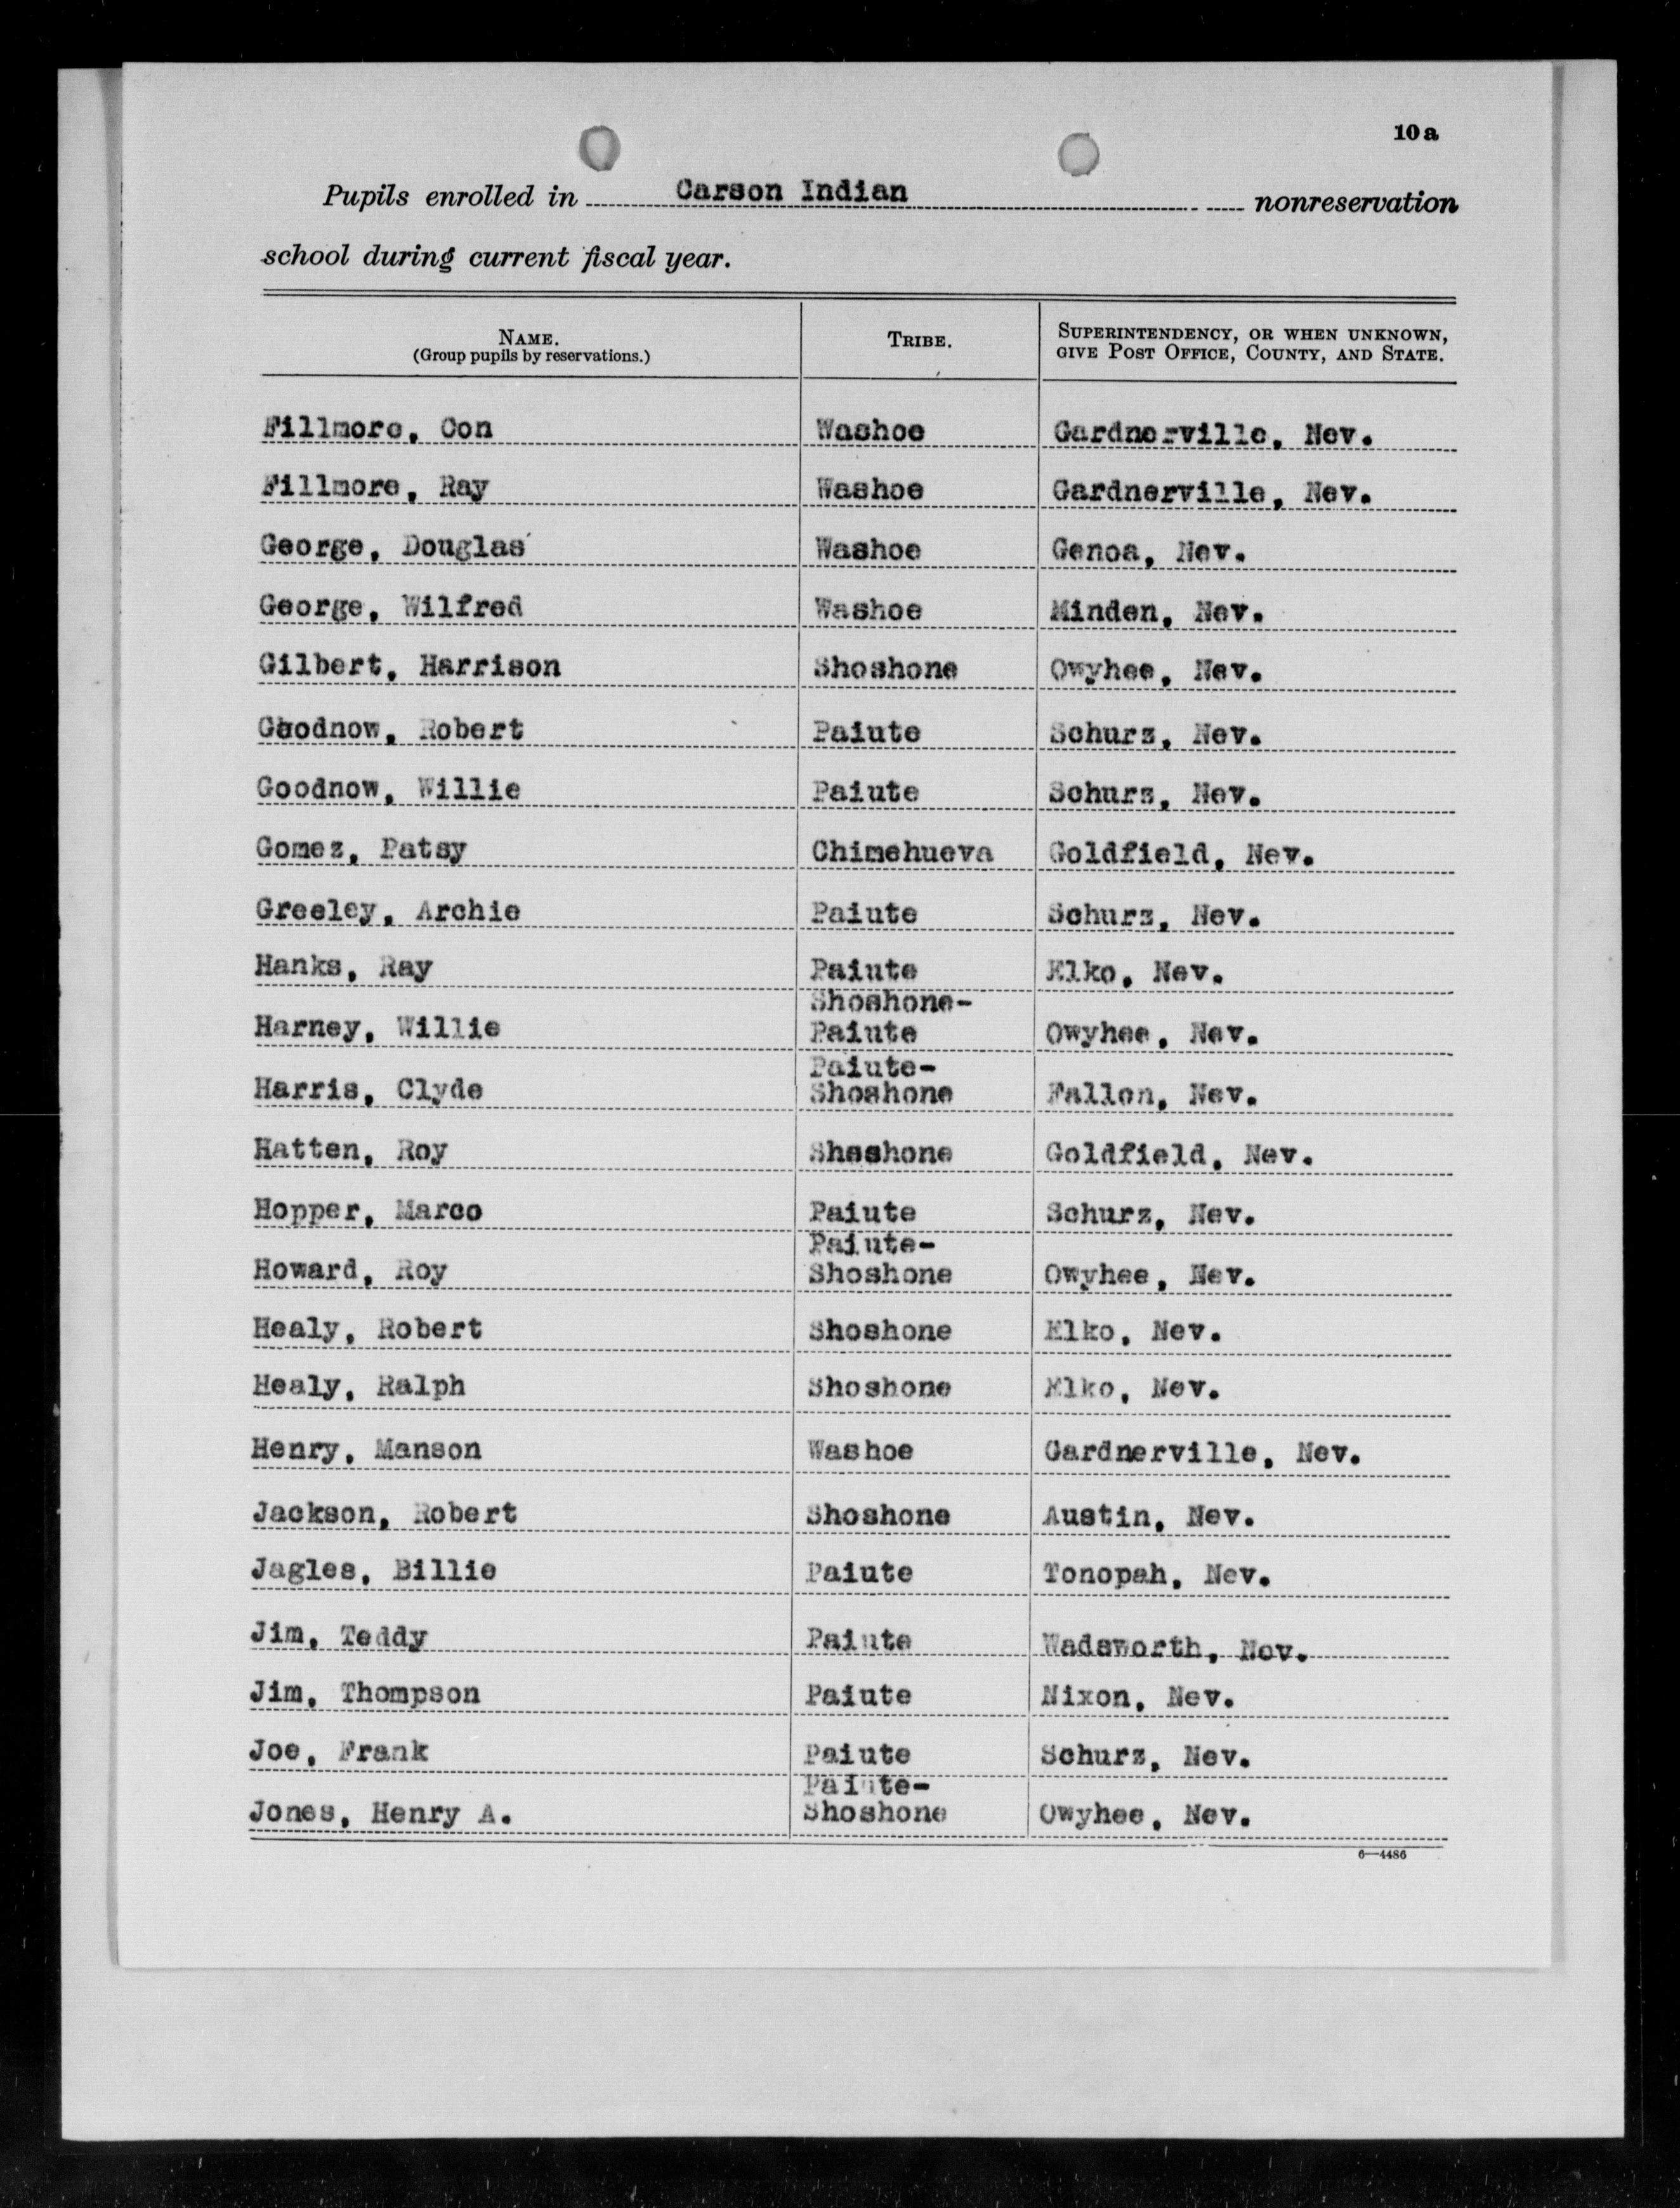 10a
Pupils enrolled in Carson Indian nonreservation
school during current fiscal year.
NAME. TRIBE. SUPERINTENDENCY, OR WHEN UNKNOWN,
(Group pupils by reservations.) GIVE POST OFFICE, COUNTY, AND STATE.
Fillmore, Con Washoe Gardnerville, Nev.
Fillmore, Ray Washoe Gardnerville, Nev.
George, Douglas Washoe Genoa, Nev.
George, Wilfred Washoe Minden, Nev.
Gilbert, Harrison Shoshone Owyhee, Nev.
Goodnow, Robert Paiute Schurz, Nev.
Goodnow, Willie Paiute Schurz, Nev.
Gomez, Patsy Chimehueva Goldfield, Nev.
Greeley, Archie Paiute Schurz, Nev.
Hanks, Ray Paiute Elko, Nev.
Shoshone-
Harney, Willie Paiute Owyhee, Nev.
Paiute-
Harris, Clyde Shoshone Fallon, Nev.
Hatten, Roy Shoshone Goldfield, Nev.
Hopper, Marco Paiute Schurz, Nev.
Paiute-
Howard, Roy Shoshone Owyhee, Nev.
Healy, Robert Shoshone Elko, Nev.
Healy, Ralph Shoshone Elko, Nev.
Henry, Manson Washoe Gardnerville, Nev.
Jackson, Robert Shoshone Austin, Nev.
Jagles, Billie Paiute Tonopah, Nev.
Jim, Teddy Paiute Wadsworth, Nev.
Jim, Thompson Paiute Nixon, Nev.
Joe, Frank Paiute Schurz, Nev.
Paiute-
Jones, Henry A. Shoshone Owyhee, Nev.
6—4486